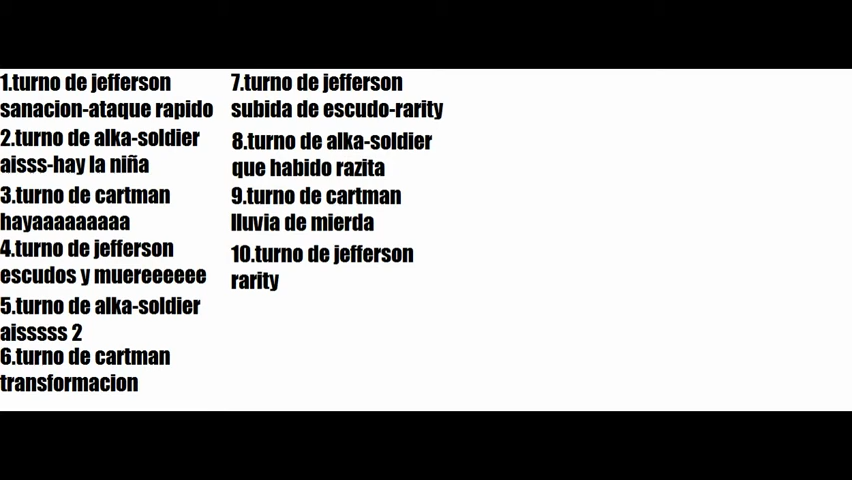 1.turno de jefferson
sanacion-ataque rapido
2.turno de alka-soldier
aisss-hay la niña
3.turno de cartman
hayaaaaaaaaa
4.turno de jefferson
escudos y muereeeeee
5.turno de alka-soldier
aisssss 2
6.turno de cartman
transformacion
7.turno de jefferson
subida de escudo-rarity
8.turno de alka-soldier
que habido razita
9.turno de cartman
lluvia de mierda
10.turno de jefferson
rarity